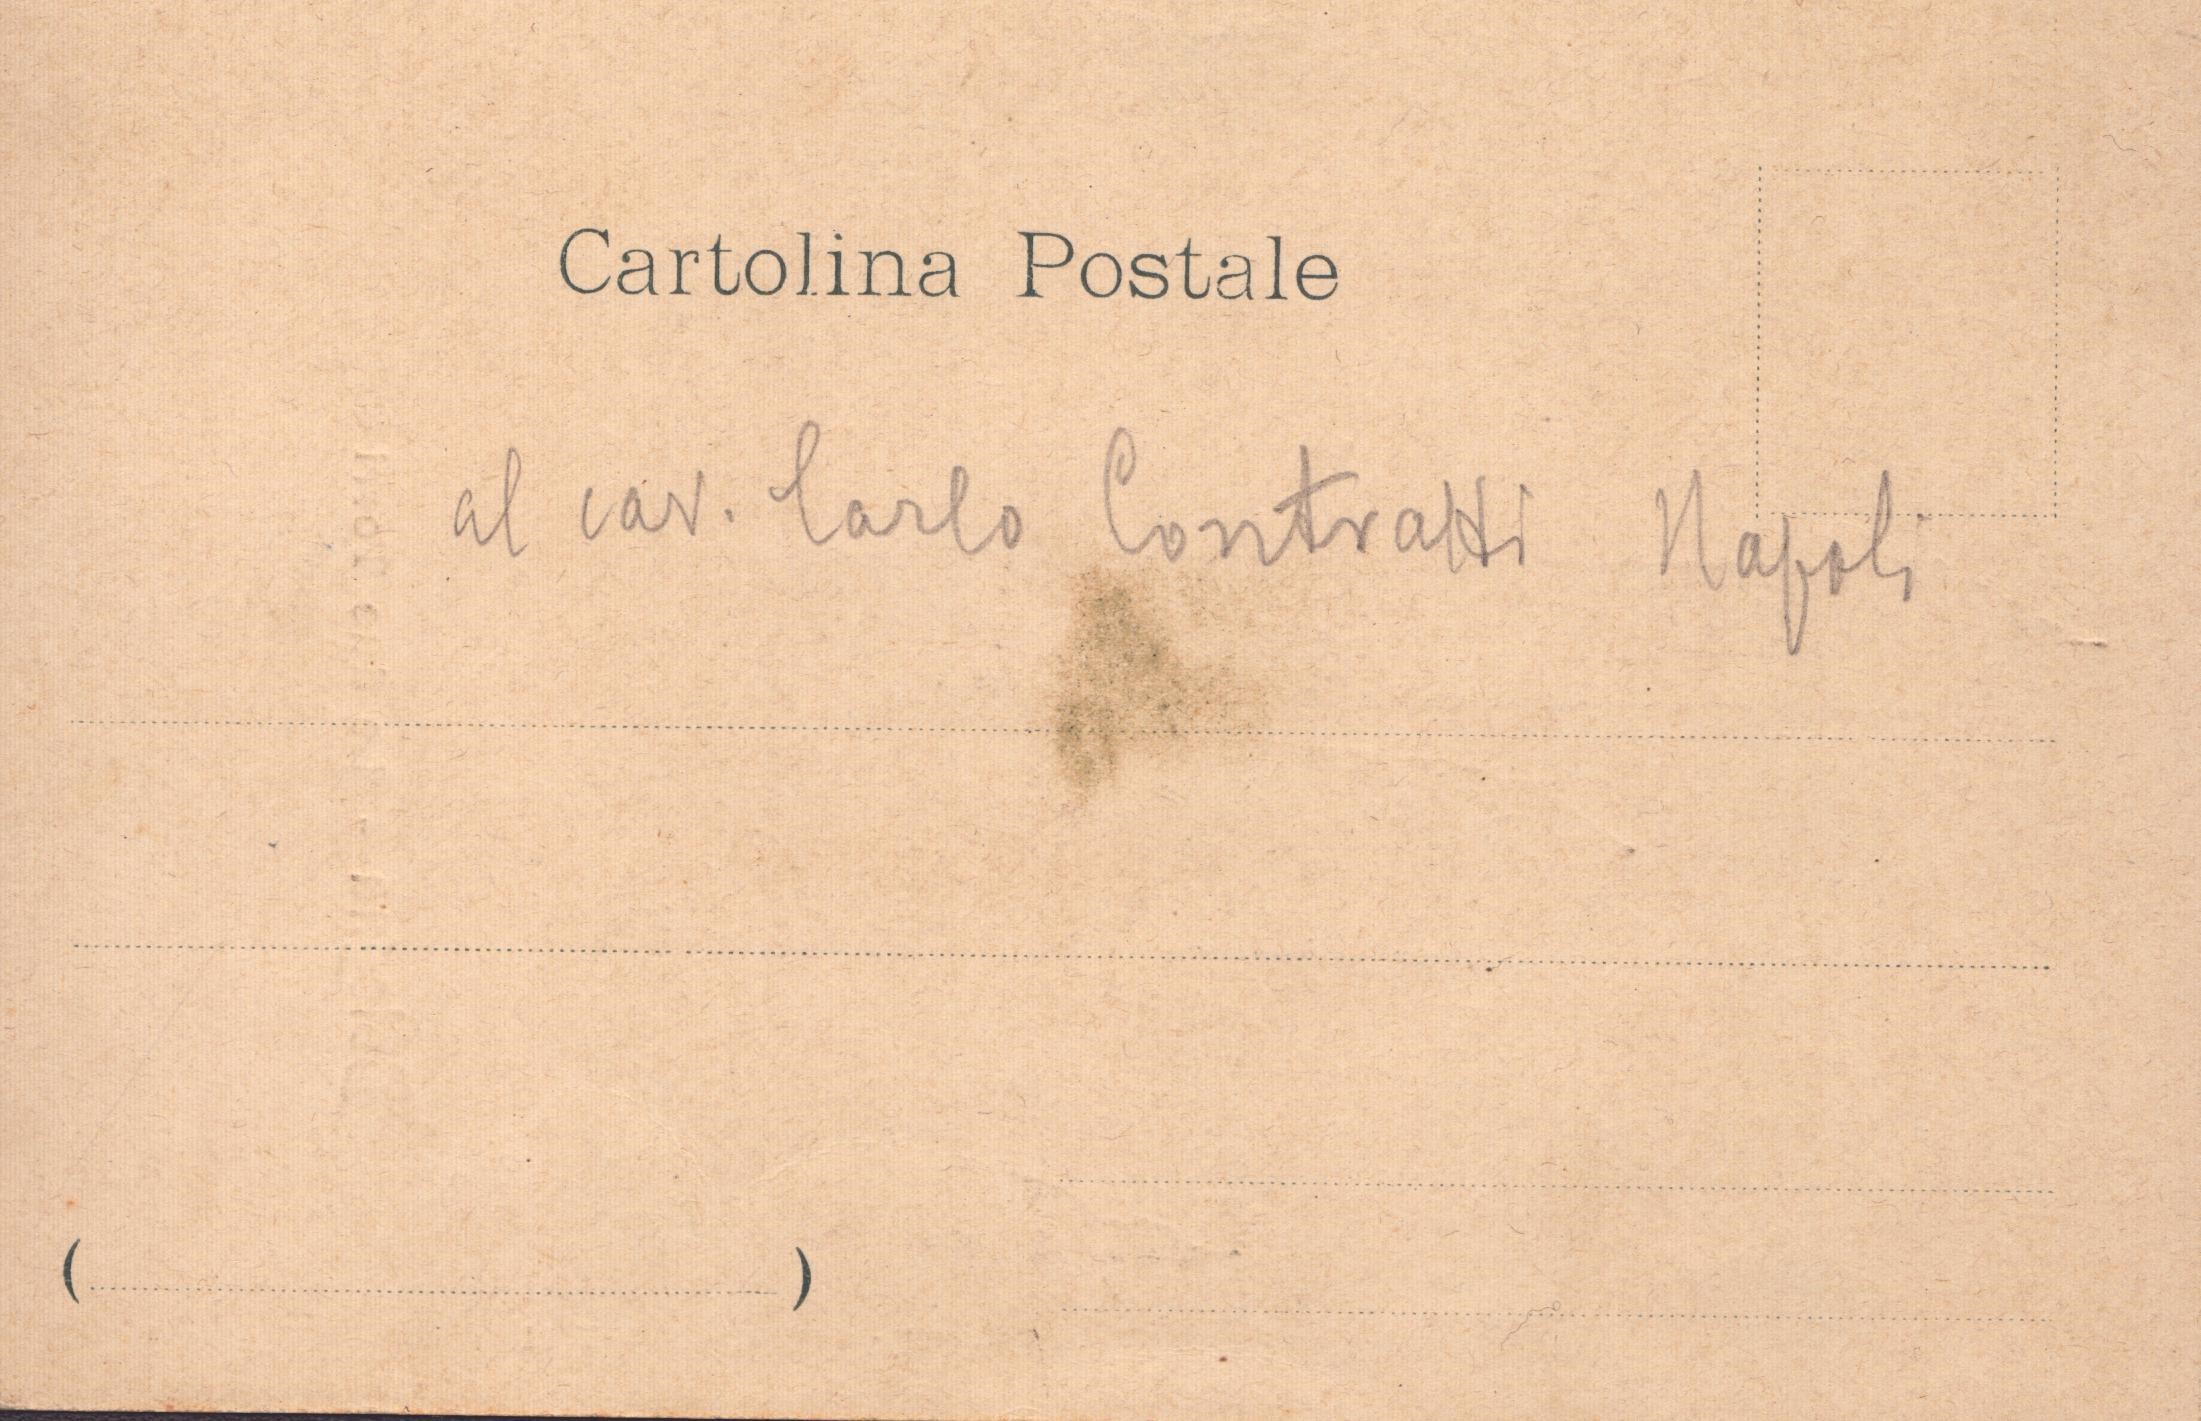 Cartolina Postale
al cav. Carlo Contratti Napoli
( )